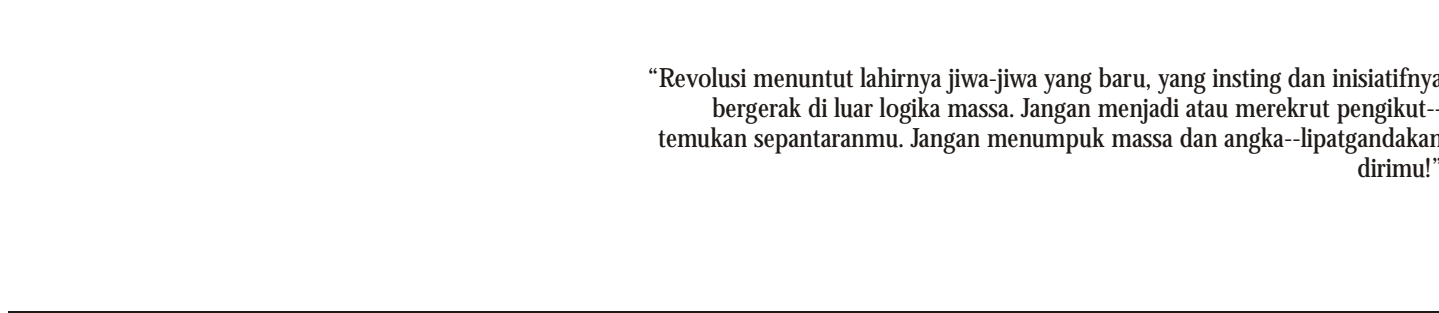 “Revolusi menuntut lahirnya jiwa-jiwa yang baru, yang insting dan inisiatifnya
bergerak di luar logika massa. Jangan menjadi atau merekrut pengikut--
temukan sepantaranmu. Jangan menumpuk massa dan angka--lipatgandakan
dirimu!”